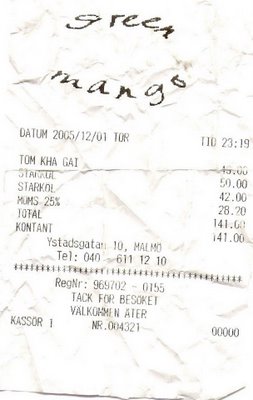 green
mango
DATUM 2005/12/01 TOR TID 23:19
TOM KHA GAI 49.00
STARKOL 50.00
STARKOL 42.00
MOMS 25% 28.20
TOTAL 141.00
KONTANT 141.00
Ystadsgatan 10, MALMO
Tel: 040 - 611 12 10
********************************
RegNr: 969702 - 0155
TACK FOR BESOKET
VALKOMMEN ATER
KASSOR 1 NR.004321 00000